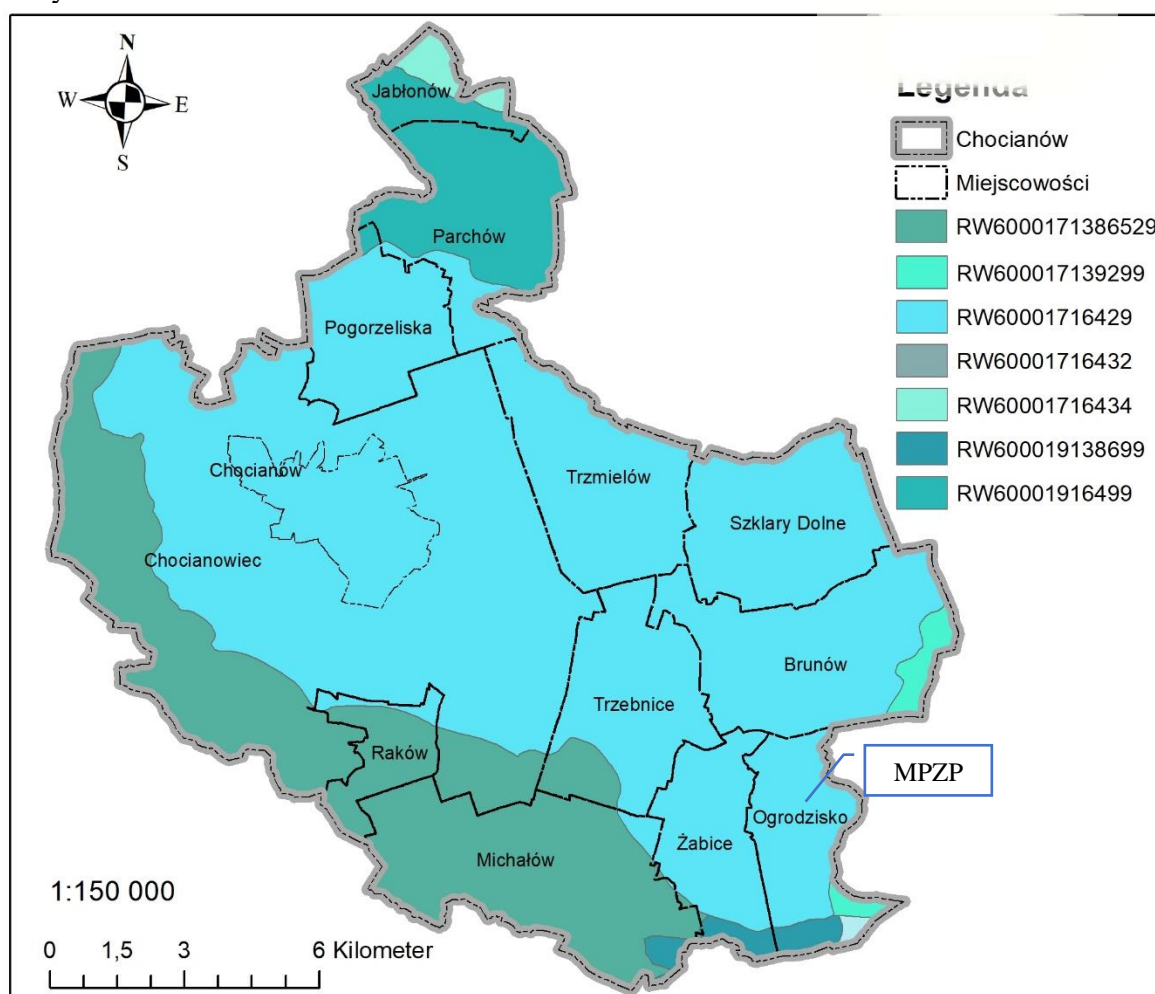 N
W E
S
Legenda
Chocianów
Miejscowości
RW6000171386529
RW600017139299
RW60001716429
RW60001716432
RW60001716434
RW600019138699
RW60001916499
Jabłonów
Parchów
Pogorzeliska
Chocianów
Trzmielów
Szklary Dolne
Chocianowiec
Brunów
Trzebnice
Raków
MPZP
Ogrodzisko
Żabice
Michałów
1:150 000
0 1,5 3 6 Kilometer